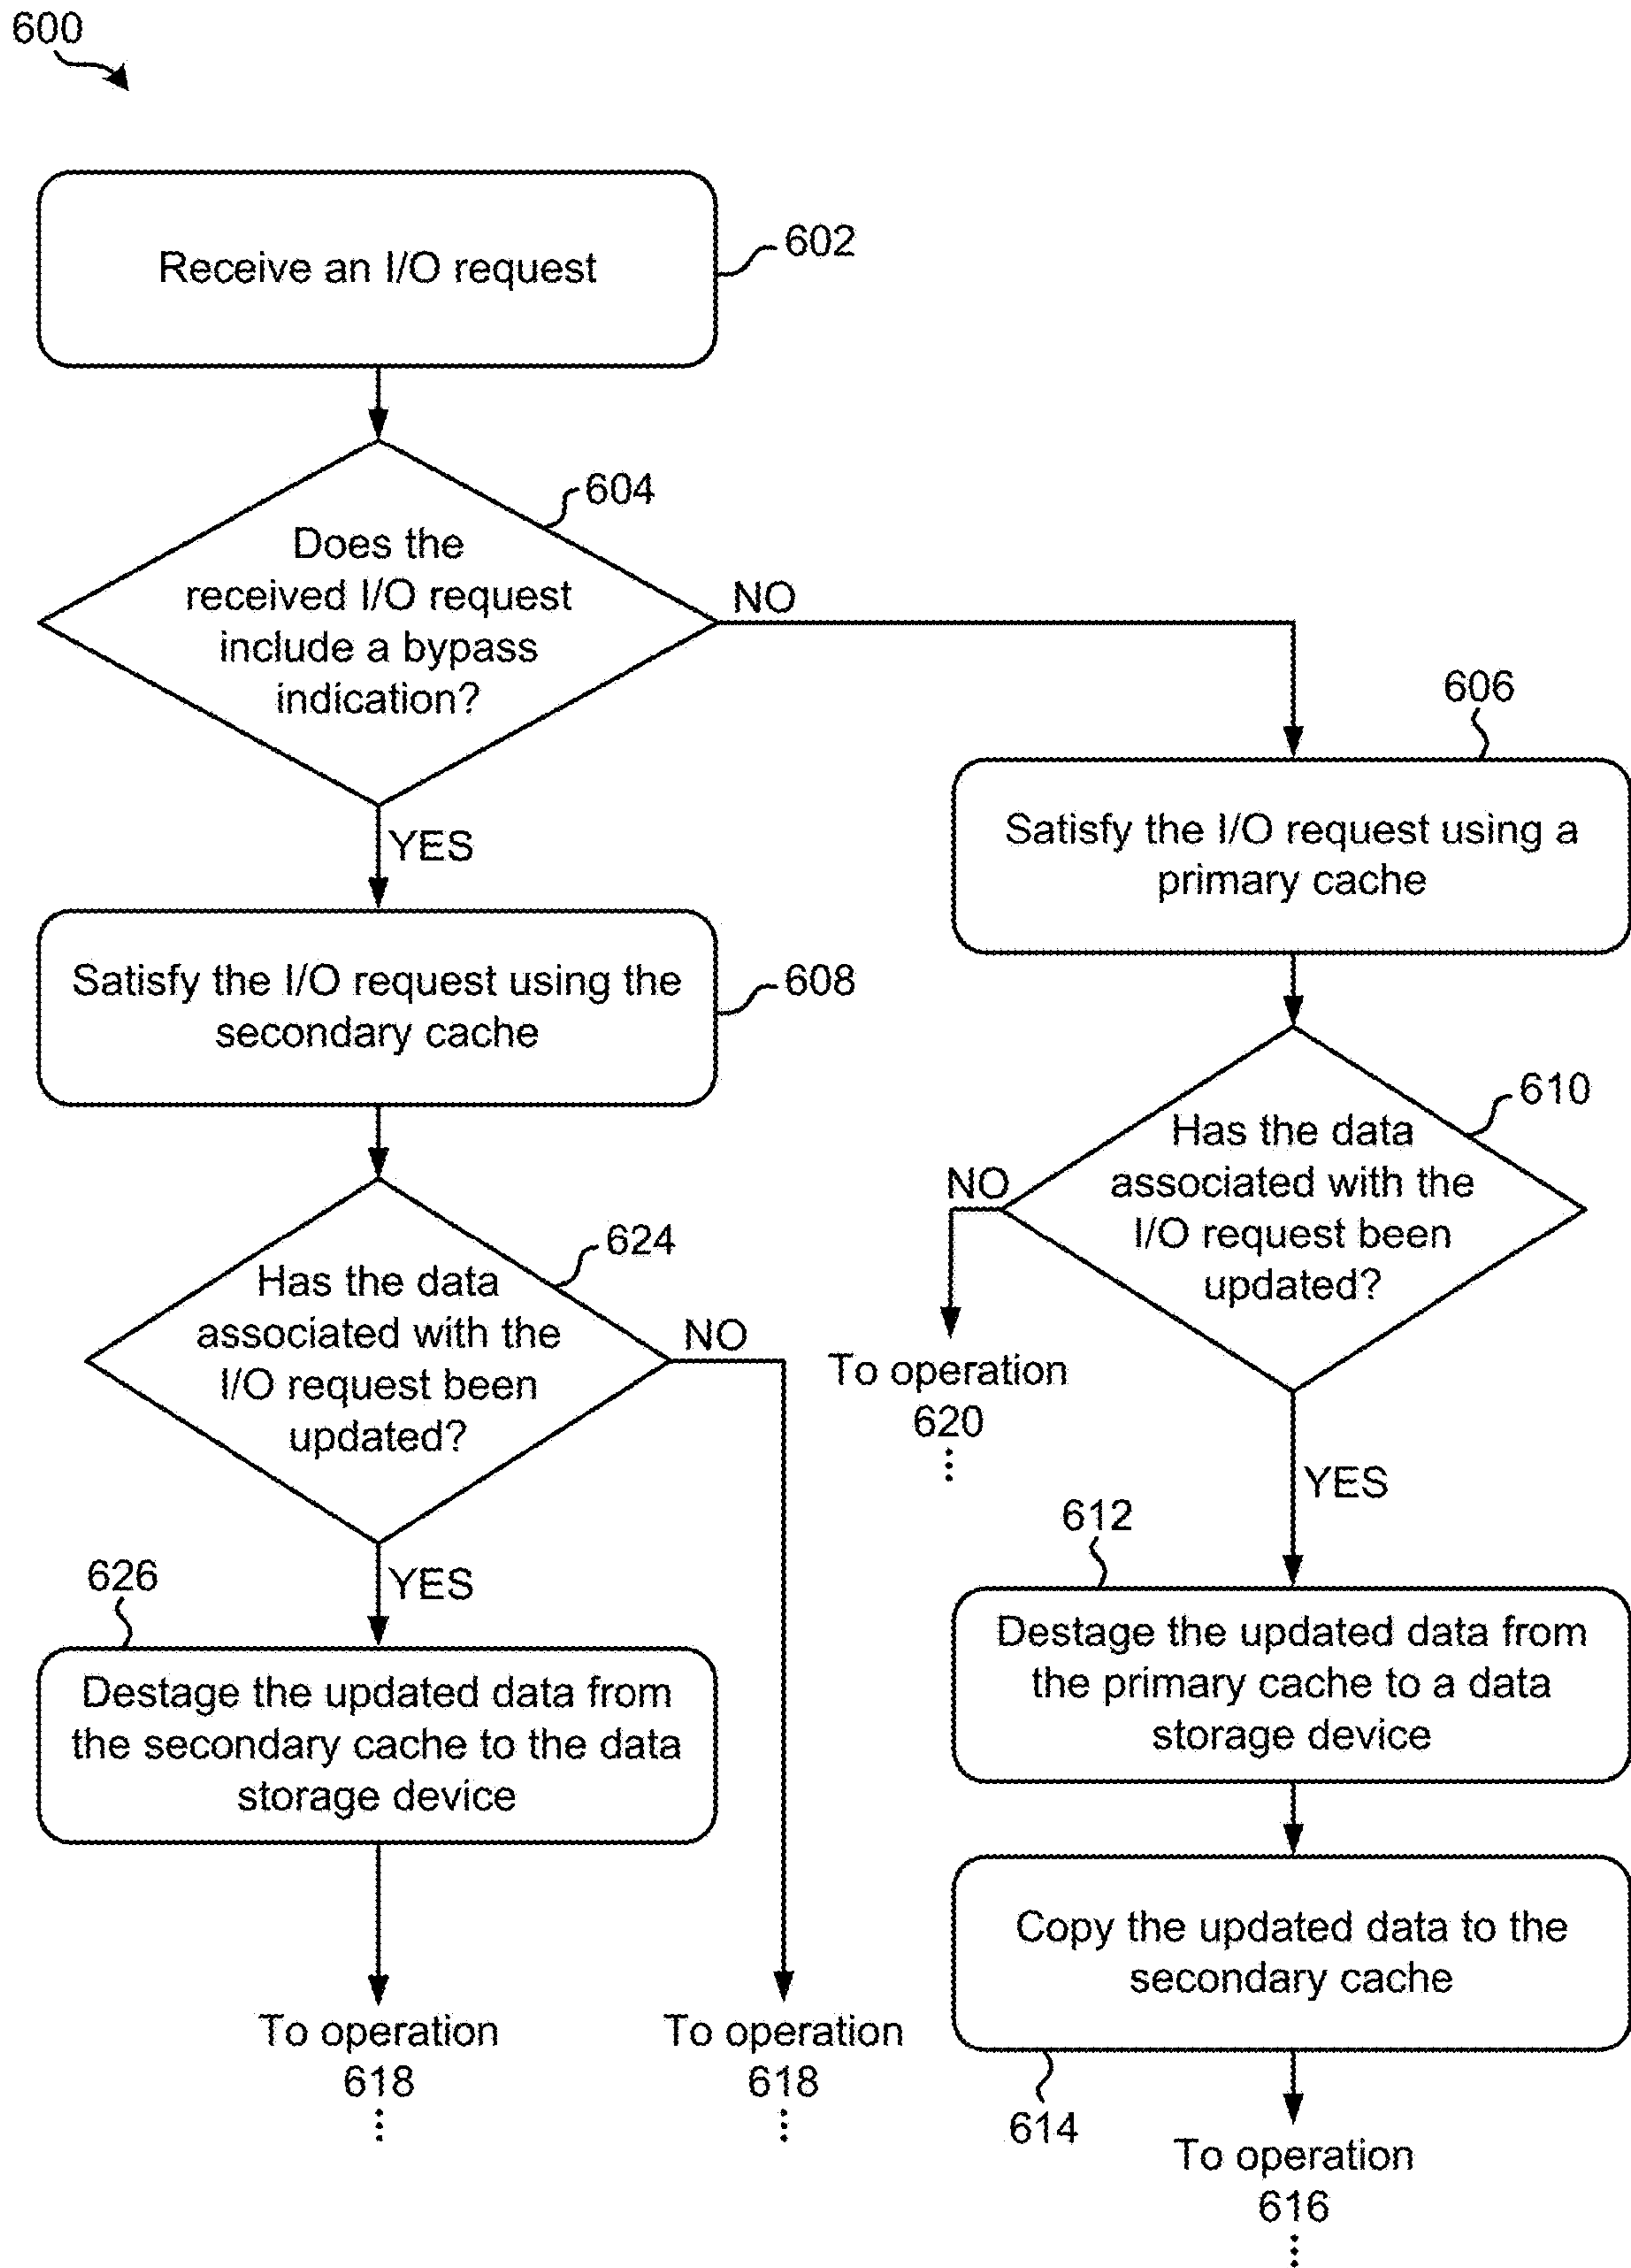 600
Receive an I/O request
602
604
Does the
received I/O request
include a bypass
indication?
NO
YES
606
Satisfy the I/O request using a
primary cache
Satisfy the I/O request using the
secondary cache
608
610
Has the data
associated with the
I/O request been
updated?
NO
To operation
620
YES
624
Has the data
associated with the
I/O request been
updated?
NO
YES
612
Destage the updated data from
the primary cache to a data
storage device
626
Destage the updated data from
the secondary cache to the data
storage device
Copy the updated data to the
secondary cache
614
To operation
618
To operation
618
To operation
616